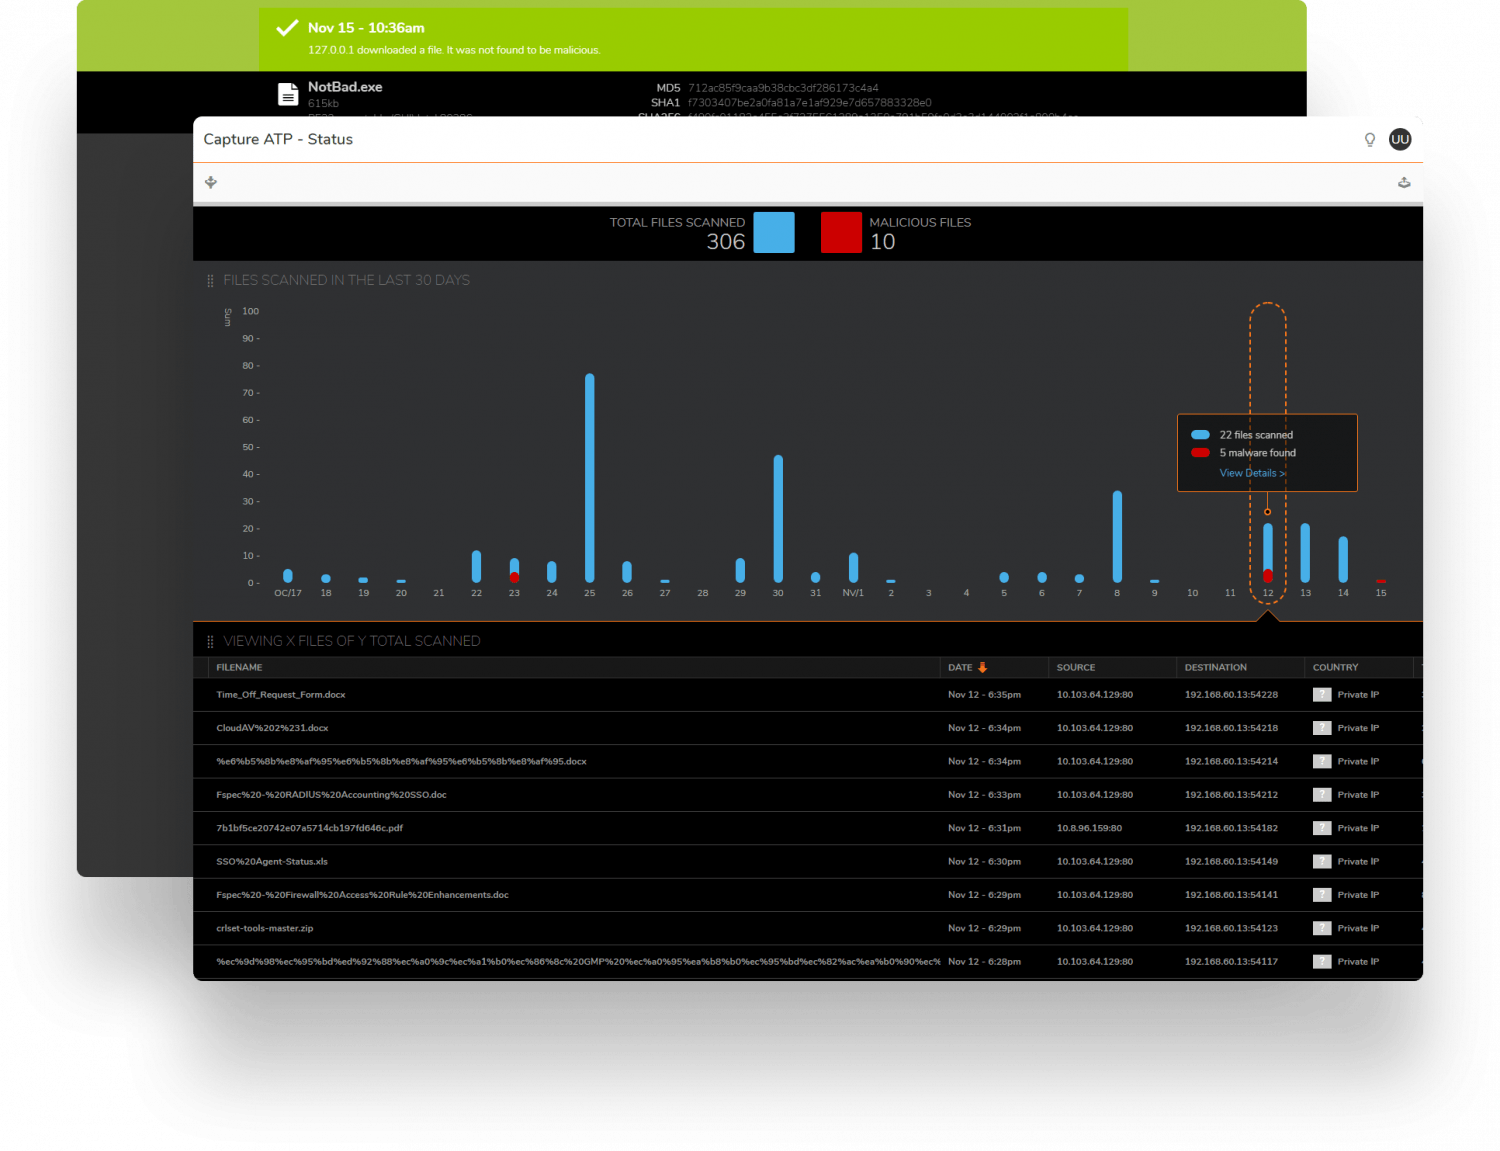 Nov 15 - 10:36am
127.0.0.1 downloaded a file. It was not found to be malicious.
NotBad.exe
615kb
MD5 712ac85f9caa9b38cbc3df286173c4a4
SHA1 f7303407be2a0fa81a7e1af929e7d657883328e0
Capture ATP - Status
UU
TOTAL FILES SCANNED
306
MALICIOUS FILES
10
FILES SCANNED IN THE LAST 30 DAYS
Sum
100
90 -
80 -
70 -
60 -
50 -
40 -
30 -
20 -
10 -
0 -
22 files scanned
5 malware found
View Details >
OC/17 18 19 20 21 22 23 24 25 26 27 28 29 30 31 NV/1 2 3 4 5 6 7 8 9 10 11 12 13 14 15
VIEWING X FILES OF Y TOTAL SCANNED
FILENAME DATE SOURCE DESTINATION COUNTRY
Time_Off_Request_Form.docx Nov 12 - 6:35pm 10.103.64.129:80 192.168.60.13:54228 ? Private IP
CloudAV%202%231.docx Nov 12 - 6:34pm 10.103.64.129:80 192.168.60.13:54218 ? Private IP
%e6%b5%8b%e8%af%95%e6%b5%8b%e8%af%95%e6%b5%8b%e8%af%95.docx Nov 12 - 6:34pm 10.103.64.129:80 192.168.60.13:54214 ? Private IP
Fspec%20-%20RADIUS%20Accounting%20SSO.doc Nov 12 - 6:33pm 10.103.64.129:80 192.168.60.13:54212 ? Private IP
7b1bf5ce20742e07a5714cb197fd646c.pdf Nov 12 - 6:31pm 10.8.96.159:80 192.168.60.13:54182 ? Private IP
SSO%20Agent-Status.xls Nov 12 - 6:30pm 10.103.64.129:80 192.168.60.13:54149 ? Private IP
Fspec%20-%20Firewall%20Access%20Rule%20Enhancements.doc Nov 12 - 6:29pm 10.103.64.129:80 192.168.60.13:54141 ? Private IP
crlset-tools-master.zip Nov 12 - 6:29pm 10.103.64.129:80 192.168.60.13:54123 ? Private IP
%ec%9d%98%ec%95%bd%ed%92%88%ec%a0%9c%ec%a1%b0%ec%86%8c%20GMP%20%ec%a0%95%ea%b8%b0%ec%95%bd%ec%82%ac%ea%b0%90%ec% Nov 12 - 6:28pm 10.103.64.129:80 192.168.60.13:54117 ? Private IP